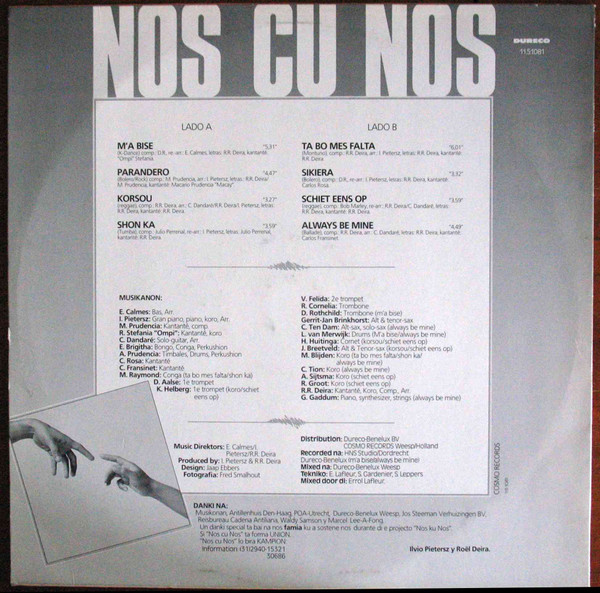 NOS CU NOS
DURECO
11.51081
LADO A
M'A BISE "5,31"
(K.Dance) comp.: D.R., re-arr: E. Calmes; letras: R.R. Deira, kantanté:
"Ompi" Stefania.
PARANDERO "4,47"
(Bolero/Rock) comp.: M. Prudencia, arr.: I. Pietersz, letras: R.R. Deira/
M. Prudencia, kantanté: Macario Prudencia "Macay"
KORSOU "3,27"
(reggae) comp.: R.R. Deira, arr.: C. Dandaré/R.R. Deira/I. Pietersz, letras:
R.R. Deira, kantanté: R.R. Deira
SHON KA "3,59"
(Tumba) comp.: Julio Perrenal, re-arr.: I. Pietersz, letras: Julio Perrenal,
kantanté: R.R. Deira
LADO B
TA BO MES FALTA "6,01"
(Montuno) comp.: R.R. Deira, arr.: I. Pietersz, letras: R.R. Deira, kantanté:
R.R. Deira
SIKIERA "3,32"
(Bolero) comp.: D.R., re-arr.: I. Pietersz, letras: R.R. Deira, kantanté:
Carlos Rosa.
SCHIET EENS OP "3,59"
(reggae) comp.: Bob Marley, re-arr.: R.R. Deira/C. Dandaré, letras:
R.R. Deira, kantanté: R.R. Deira
ALWAYS BE MINE "4,49"
(Ballade) comp.: R.R. Deira, arr.: C. Dandaré, letras: R.R. Deira, kantanté:
Carlos Fransinet.
MUSIKANON:
E. Calmes: Bas, Arr.
I. Pietersz: Gran piano, piano, koro, Arr.
M. Prudencia: Kantanté, comp.
R. Stefania "Ompi": Kantanté, koro
C. Dandaré: Solo-guitar, Arr.
E. Brigitha: Bongo, Conga, Perkushon
A. Prudencia: Timbales, Drums, Perkushon
C. Rosa: Kantanté
C. Fransinet: Kantanté
M. Raymond: Conga (ta bo mes falta/shon ka)
D. Aalse: 1e trompet
K. Helberg: 1e trompet (koro/schiet
eens op)
V. Felida: 2e trompet
R. Cornelia: Trombone
D. Rothchild: Trombone (m'a bise)
Gerrit-Jan Brinkhorst: Alt & tenor-sax
C. Ten Dam: Alt-sax, solo-sax (always be mine)
L. van Merwijk: Drums (M'a bise/always be mine)
H. Huitinga: Cornet (korsou/schiet eens op)
J. Breetveld: Alt & Tenor-sax (korsou/schiet eens op)
M. Blijden: Koro (ta bo mes falta/shon ka/
always be mine)
C. Tion: Koro (always be mine)
A. Sijtsma: Koro (schiet eens op)
R. Groot: Koro (schiet eens op)
R.R. Deira: Kantanté, Koro, Comp., Arr.
G. Gaddum: Piano, synthesizer, strings (always be mine)
Music Direktors: E. Calmes/I.
Pietersz/R.R. Deira
Produced by: I. Pietersz & R.R. Deira
Design: Jaap Ebbers
Fotografia: Fred Smalhout
Distribution: Dureco-Benelux BV
COSMO RECORDS Weesp/Holland
Recorded na: HNS Studio/Dordrecht
Dureco-Benelux (m'a bise/always be mine)
Mixed na: Dureco-Benelux Weesp
Tekniko: E. Lafleur, S. Gardenier, S. Leppers.
Mixed door di: Errol Lafleur.
COSMO RECORDS
DANKI NA:
Musikonan, Antillenhuis Den-Haag, POA-Utrecht, Dureco-Benelux Weesp, Jos Steeman Verhuizingen BV,
Reisbureau Cadena Antiliana, Waldy Samson y Marcel Lee-A-Fong.
Un danki special ta bai na nos famia ku a sostene nos durante di e projecto "Nos ku Nos".
Si "Nos cu Nos" ta forma UNION.
"Nos cu Nos" lo bira KAMPION.
Information: (31)2940-15321
30686
Ilvio Pietersz y Roël Deira.